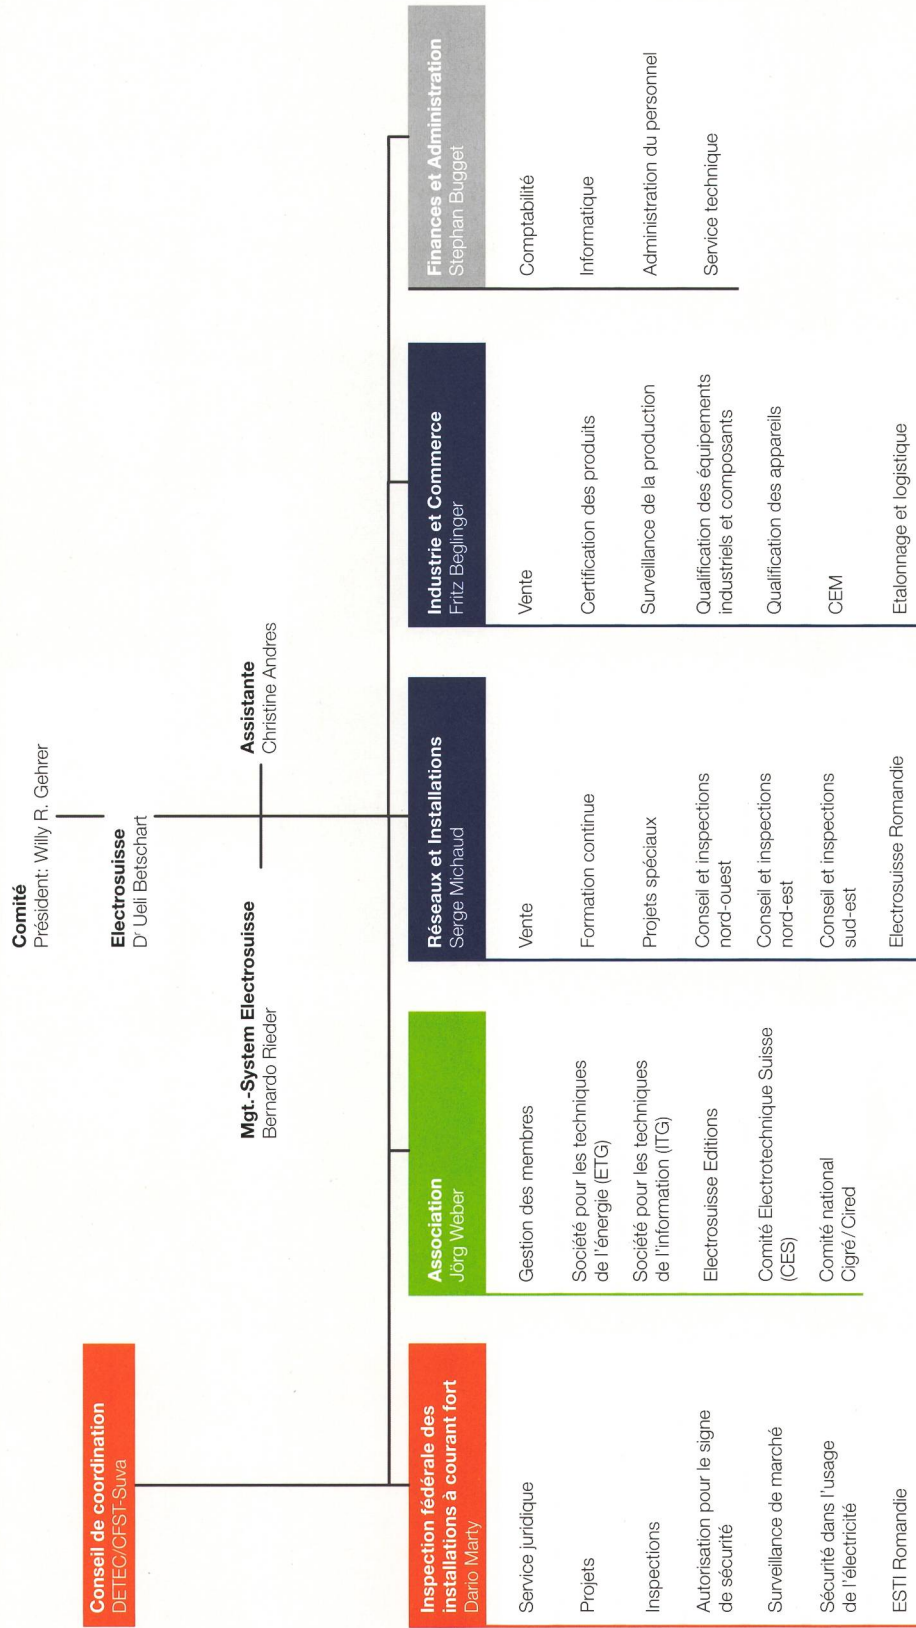 Comité
Président: Willy R. Gehrer
Electrosuisse
Dr Ueli Betschart
Mgt.-System Electrosuisse
Bernardo Rieder
Assistante
Christine Andres
Conseil de coordination
DETEC/CFST-Suva
Inspection fédérale des
installations à courant fort
Dario Marty
Service juridique
Projets
Inspections
Autorisation pour le signe
de sécurité
Surveillance de marché
Sécurité dans l'usage
de l'électricité
ESTI Romandie
Association
Jörg Weber
Gestion des membres
Société pour les techniques
de l'énergie (ETG)
Société pour les techniques
de l'information (ITG)
Electrosuisse Editions
Comité Electrotechnique Suisse
(CES)
Comité national
Cigré/Cired
Réseaux et Installations
Serge Michaud
Vente
Formation continue
Projets spéciaux
Conseil et inspections
nord-ouest
Conseil et inspections
nord-est
Conseil et inspections
sud-est
Electrosuisse Romandie
Industrie et Commerce
Fritz Beglinger
Vente
Certification des produits
Surveillance de la production
Qualification des équipements
industriels et composants
Qualification des appareils
CEM
Etalonnage et logistique
Finances et Administration
Stephan Bugget
Comptabilité
Informatique
Administration du personnel
Service technique